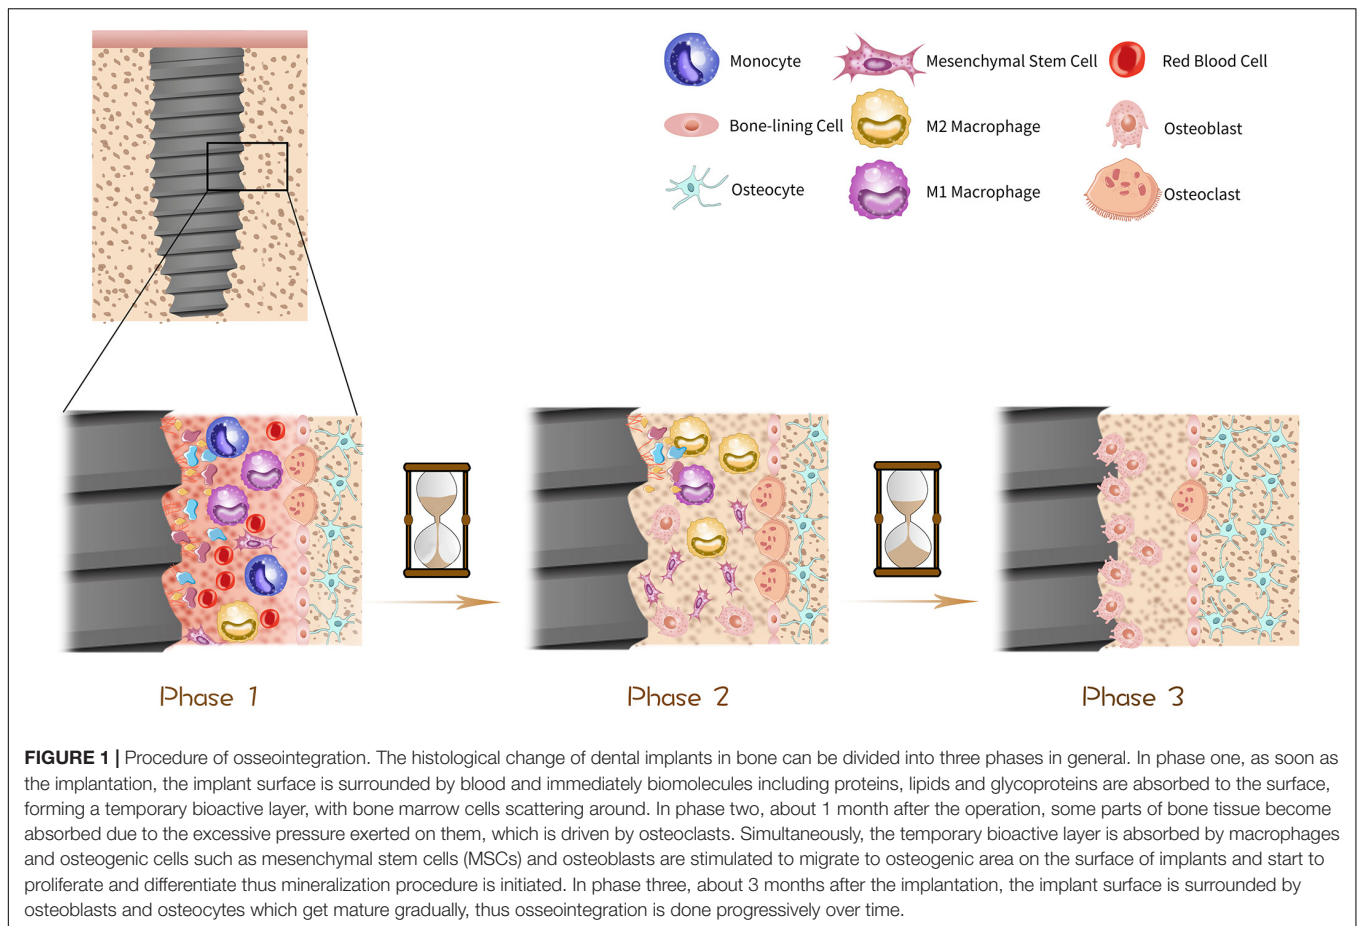 Monocyte
Mesenchymal Stem Cell
Red Blood Cell
Bone-lining Cell
M2 Macrophage
Osteoblast
Osteocyte
M1 Macrophage
Osteoclast
Phase 1
Phase 2
Phase 3
FIGURE 1 | Procedure of osseointegration. The histological change of dental implants in bone can be divided into three phases in general. In phase one, as soon as
the implantation, the implant surface is surrounded by blood and immediately biomolecules including proteins, lipids and glycoproteins are absorbed to the surface,
forming a temporary bioactive layer, with bone marrow cells scattering around. In phase two, about 1 month after the operation, some parts of bone tissue become
absorbed due to the excessive pressure exerted on them, which is driven by osteoclasts. Simultaneously, the temporary bioactive layer is absorbed by macrophages
and osteogenic cells such as mesenchymal stem cells (MSCs) and osteoblasts are stimulated to migrate to osteogenic area on the surface of implants and start to
proliferate and differentiate thus mineralization procedure is initiated. In phase three, about 3 months after the implantation, the implant surface is surrounded by
osteoblasts and osteocytes which get mature gradually, thus osseointegration is done progressively over time.